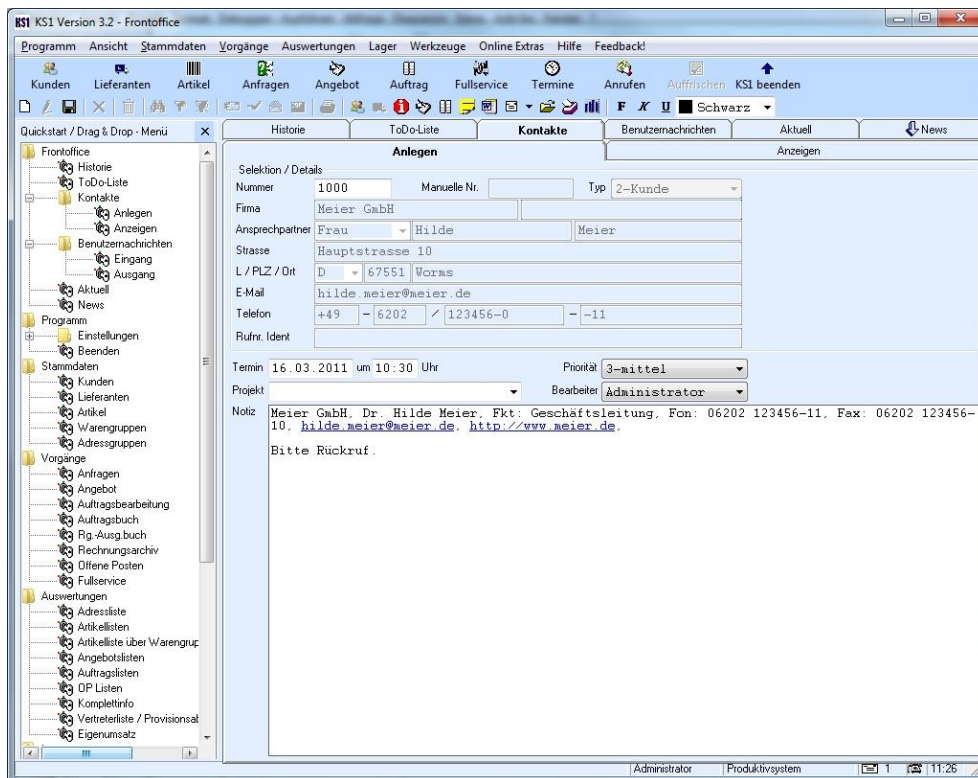 KS1 Version 3.2 - Frontoffice
Programm Ansicht Stammdaten Vorgänge Auswertungen Lager Werkzeuge Online Extras Hilfe Feedback!
Kunden Lieferanten Artikel Anfragen Angebot Auftrag Fullservice Termine Anrufen Auffrischen KS1 beenden
F K U Schwarz
Quickstart / Drag & Drop - Menü
Frontoffice
Historie
ToDo-Liste
Kontakte
Anlegen
Anzeigen
Benutzernachrichten
Eingang
Ausgang
Aktuell
News
Programm
Einstellungen
Beenden
Stammdaten
Kunden
Lieferanten
Artikel
Warengruppen
Adressgruppen
Vorgänge
Anfragen
Angebot
Auftragsbearbeitung
Auftragsbuch
Rg.-Ausg.buch
Rechnungsarchiv
Offene Posten
Fullservice
Auswertungen
Adressliste
Artikellisten
Artikelliste über Warengrup
Angebotslisten
Auftragslisten
OP Listen
Komplettinfo
Vertreterliste / Provisionsab
Eigenumsatz
Historie ToDo-Liste Kontakte Benutzernachrichten Aktuell News
Anlegen Anzeigen
Selektion / Details
Nummer 1000 Manuelle Nr. Typ 2-Kunde
Firma Meier GmbH
Ansprechpartner Frau Hilde Meier
Strasse Hauptstrasse 10
L / PLZ / Ort D 67551 Worms
E-Mail hilde.meier@meier.de
Telefon +49 - 6202 / 123456-0 - -11
Rufnr. Ident
Termin 16.03.2011 um 10:30 Uhr Priorität 3-mittel
Projekt Bearbeiter Administrator
Notiz Meier GmbH, Dr. Hilde Meier, Fkt: Geschäftsleitung, Fon: 06202 123456-11, Fax: 06202 123456-
10, hilde.meier@meier.de, http://www.meier.de,
Bitte Rückruf.
Administrator Produktivsystem 1 11:26